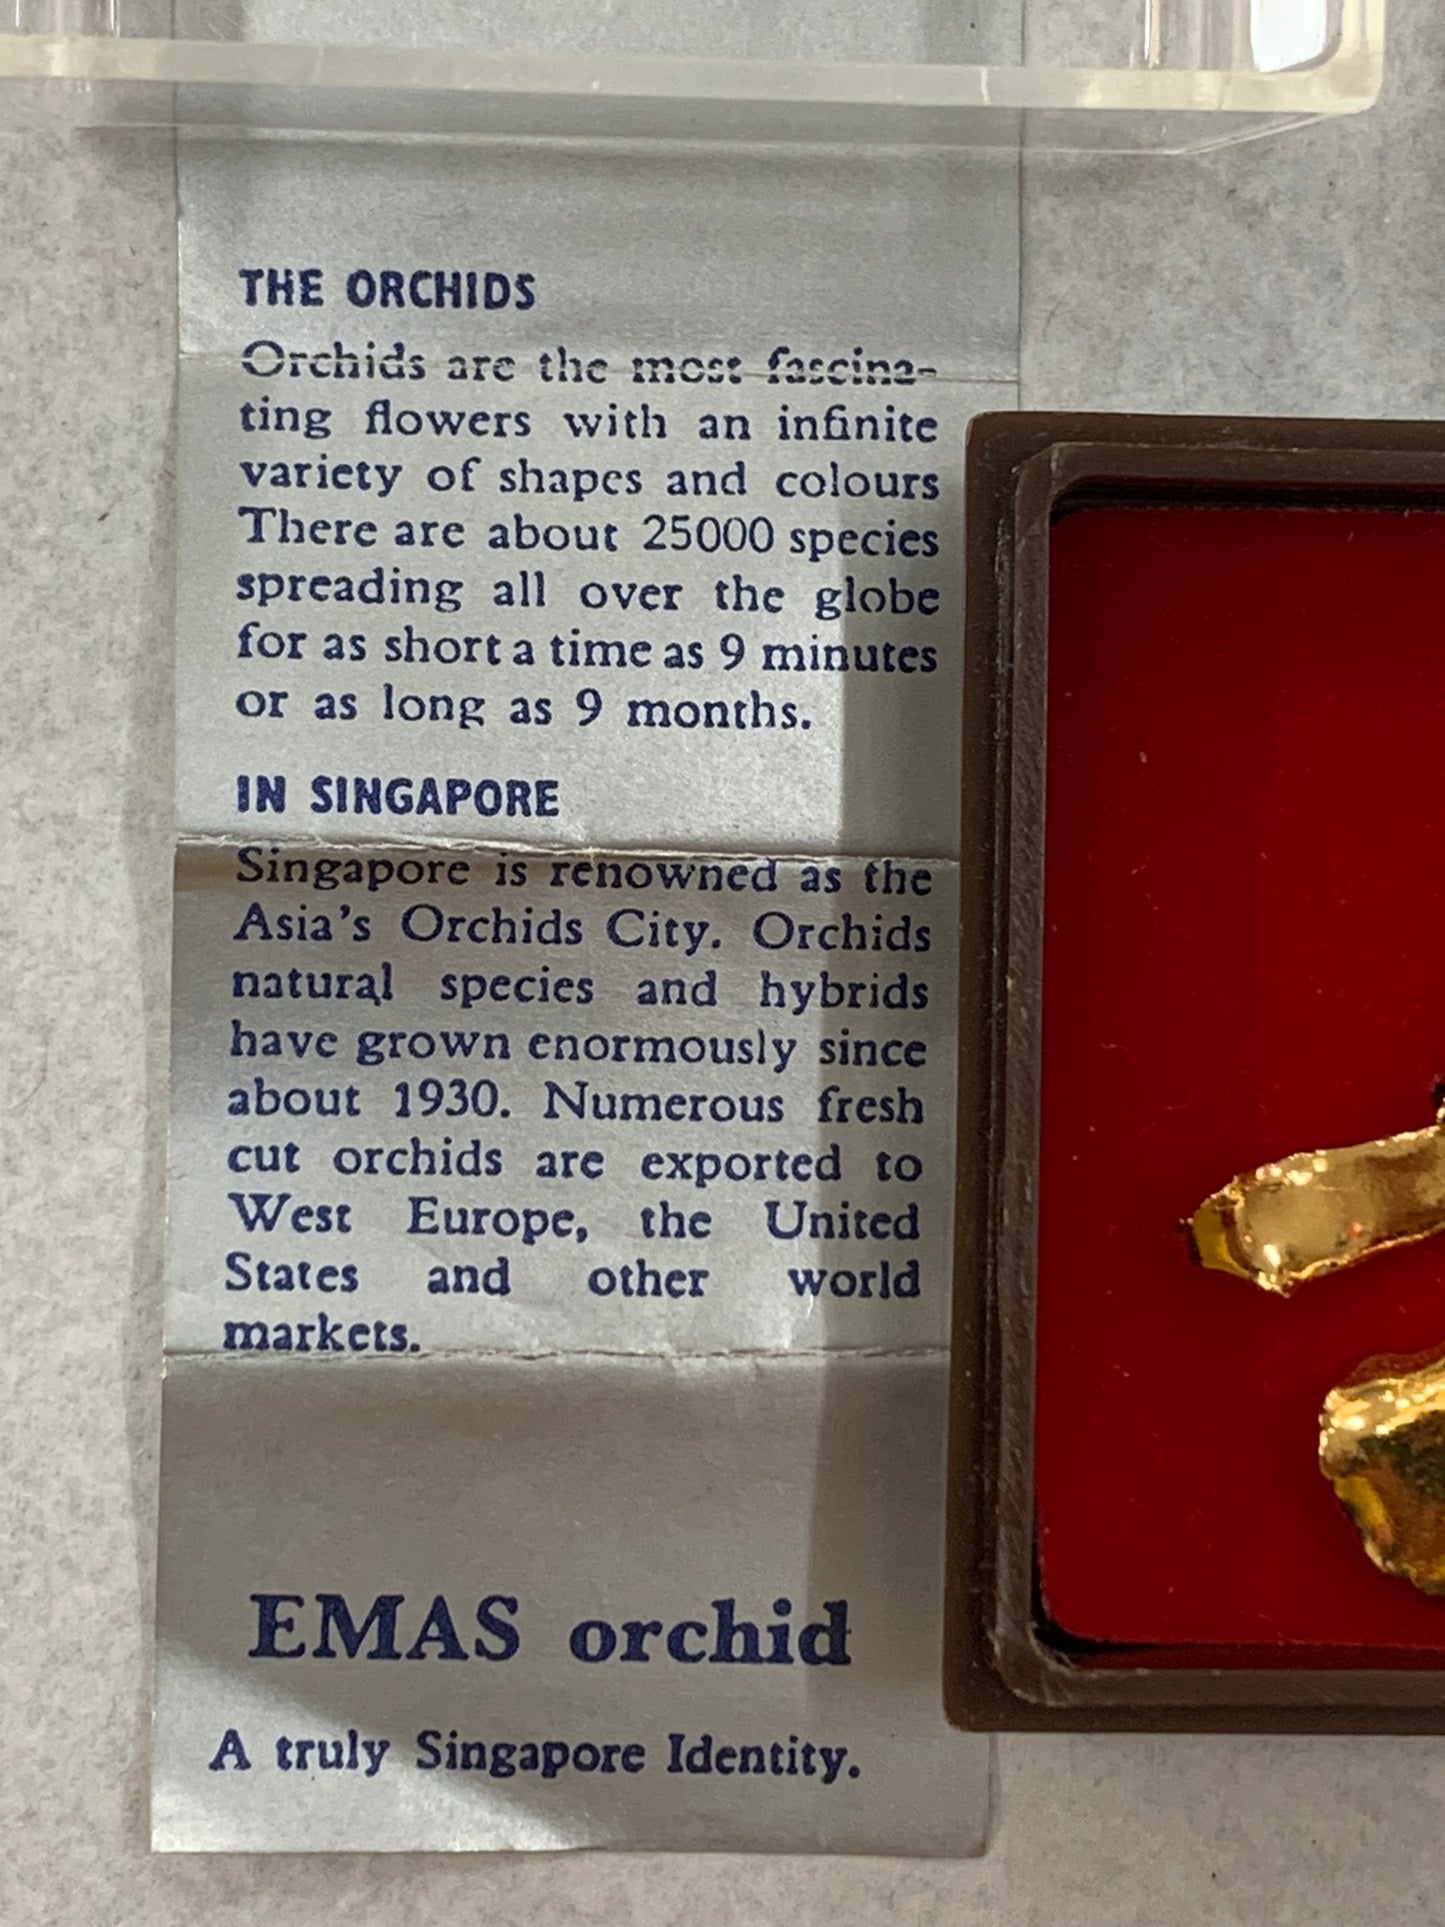 THE ORCHIDS
Orchids are the most fascina-
ting flowers with an infinite
variety of shapes and colours
There are about 25000 species
spreading all over the globe
for as short a time as 9 minutes
or as long as 9 months.
IN SINGAPORE
Singapore is renowned as the
Asia's Orchids City. Orchids
natural species and hybrids
have grown enormously since
about 1930. Numerous fresh
cut orchids are exported to
West Europe, the United
States and other world
markets.
EMAS orchid
A truly Singapore Identity.